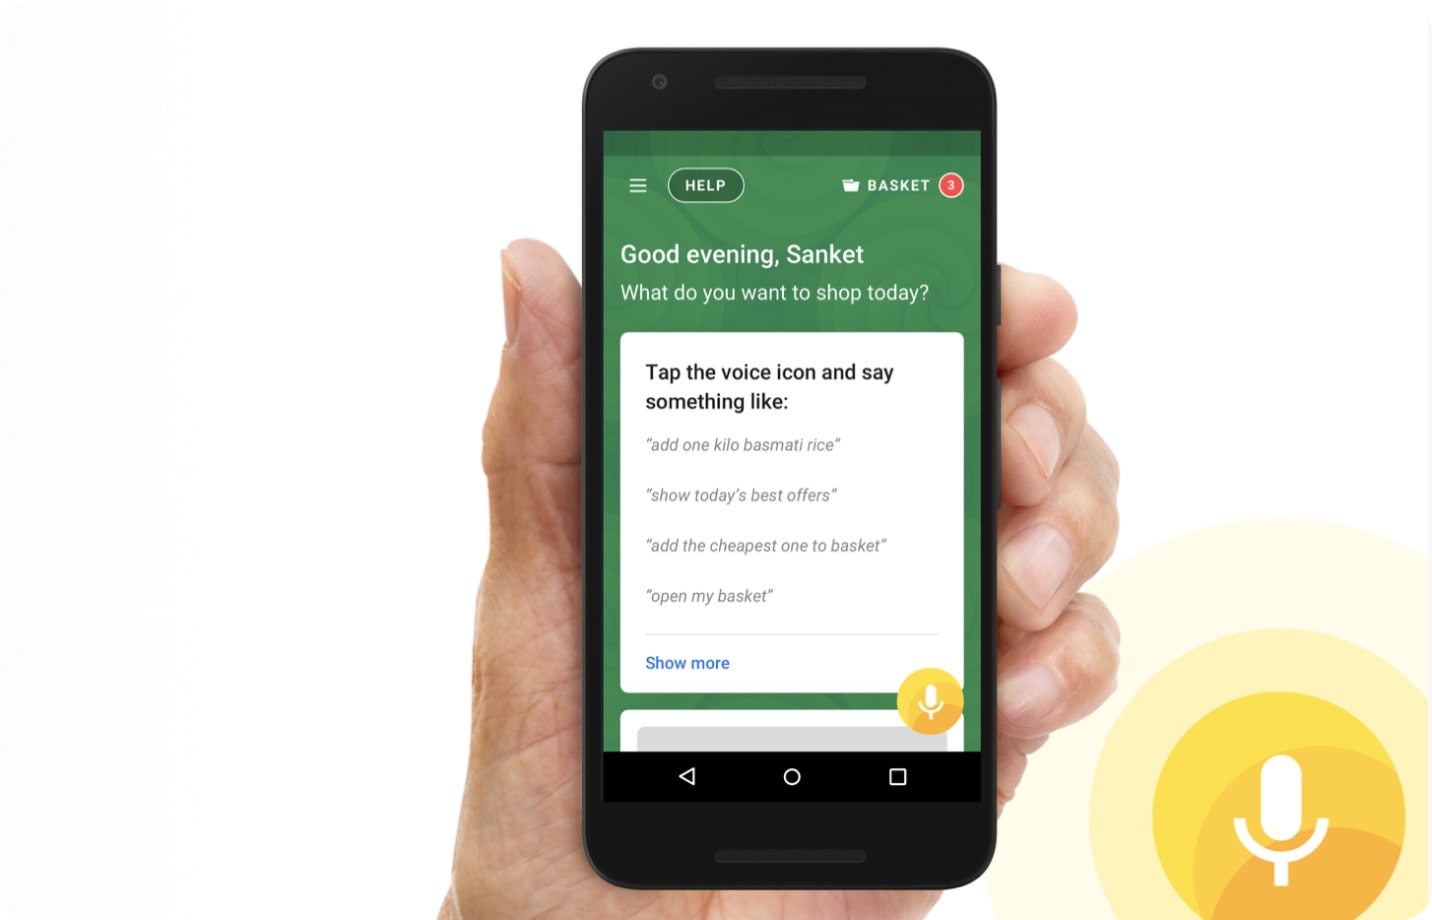 HELP
BASKET 3
Good evening, Sanket
What do you want to shop today?
Tap the voice icon and say
something like:
“add one kilo basmati rice”
“show today’s best offers”
“add the cheapest one to basket”
“open my basket”
Show more